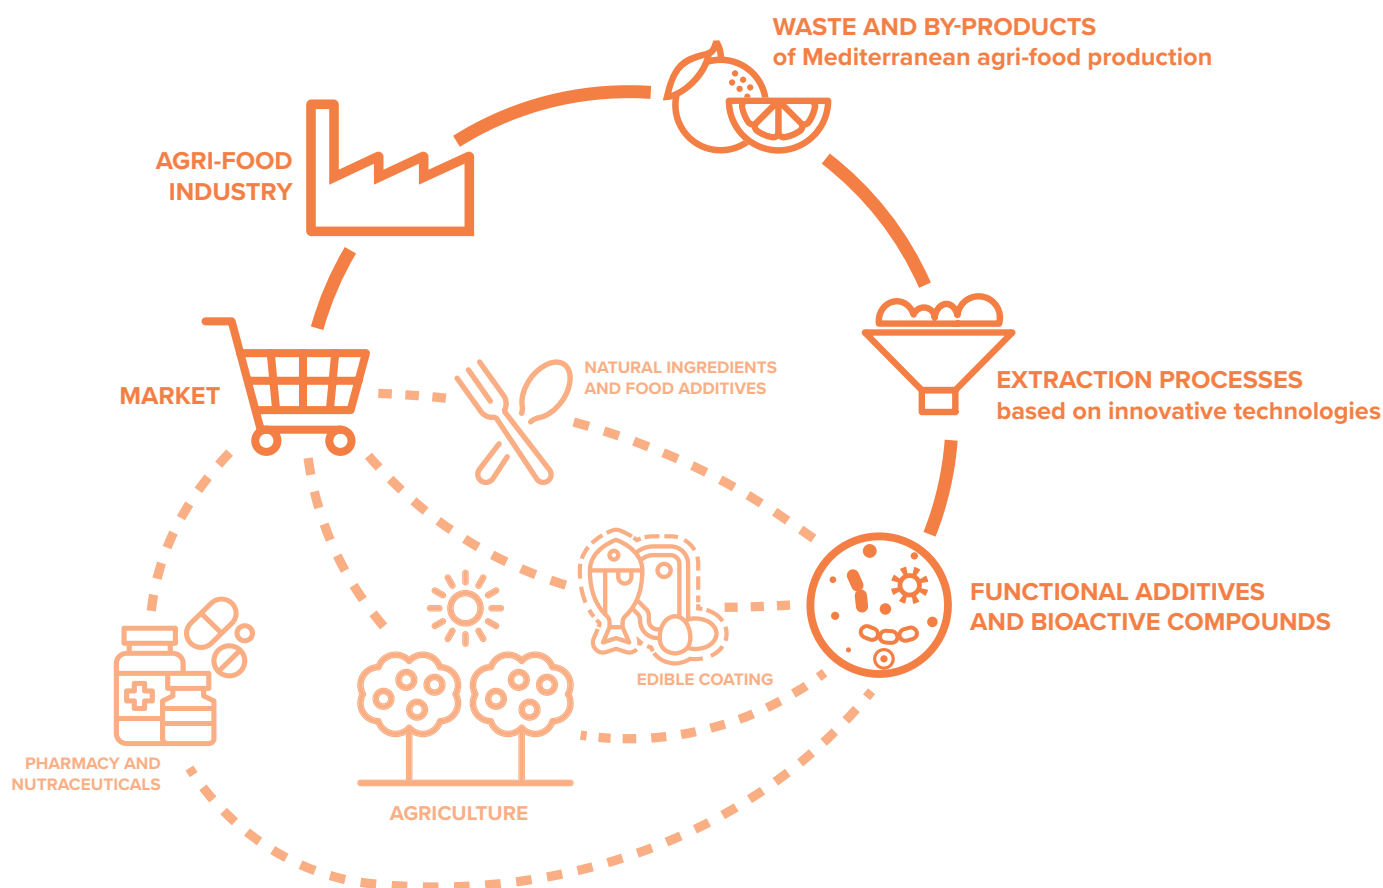 WASTE AND BY-PRODUCTS
of Mediterranean agri-food production
AGRI-FOOD
INDUSTRY
EXTRACTION PROCESSES
based on innovative technologies
NATURAL INGREDIENTS
AND FOOD ADDITIVES
MARKET
FUNCTIONAL ADDITIVES
AND BIOACTIVE COMPOUNDS
EDIBLE COATING
PHARMACY AND
NUTRACEUTICALS
AGRICULTURE